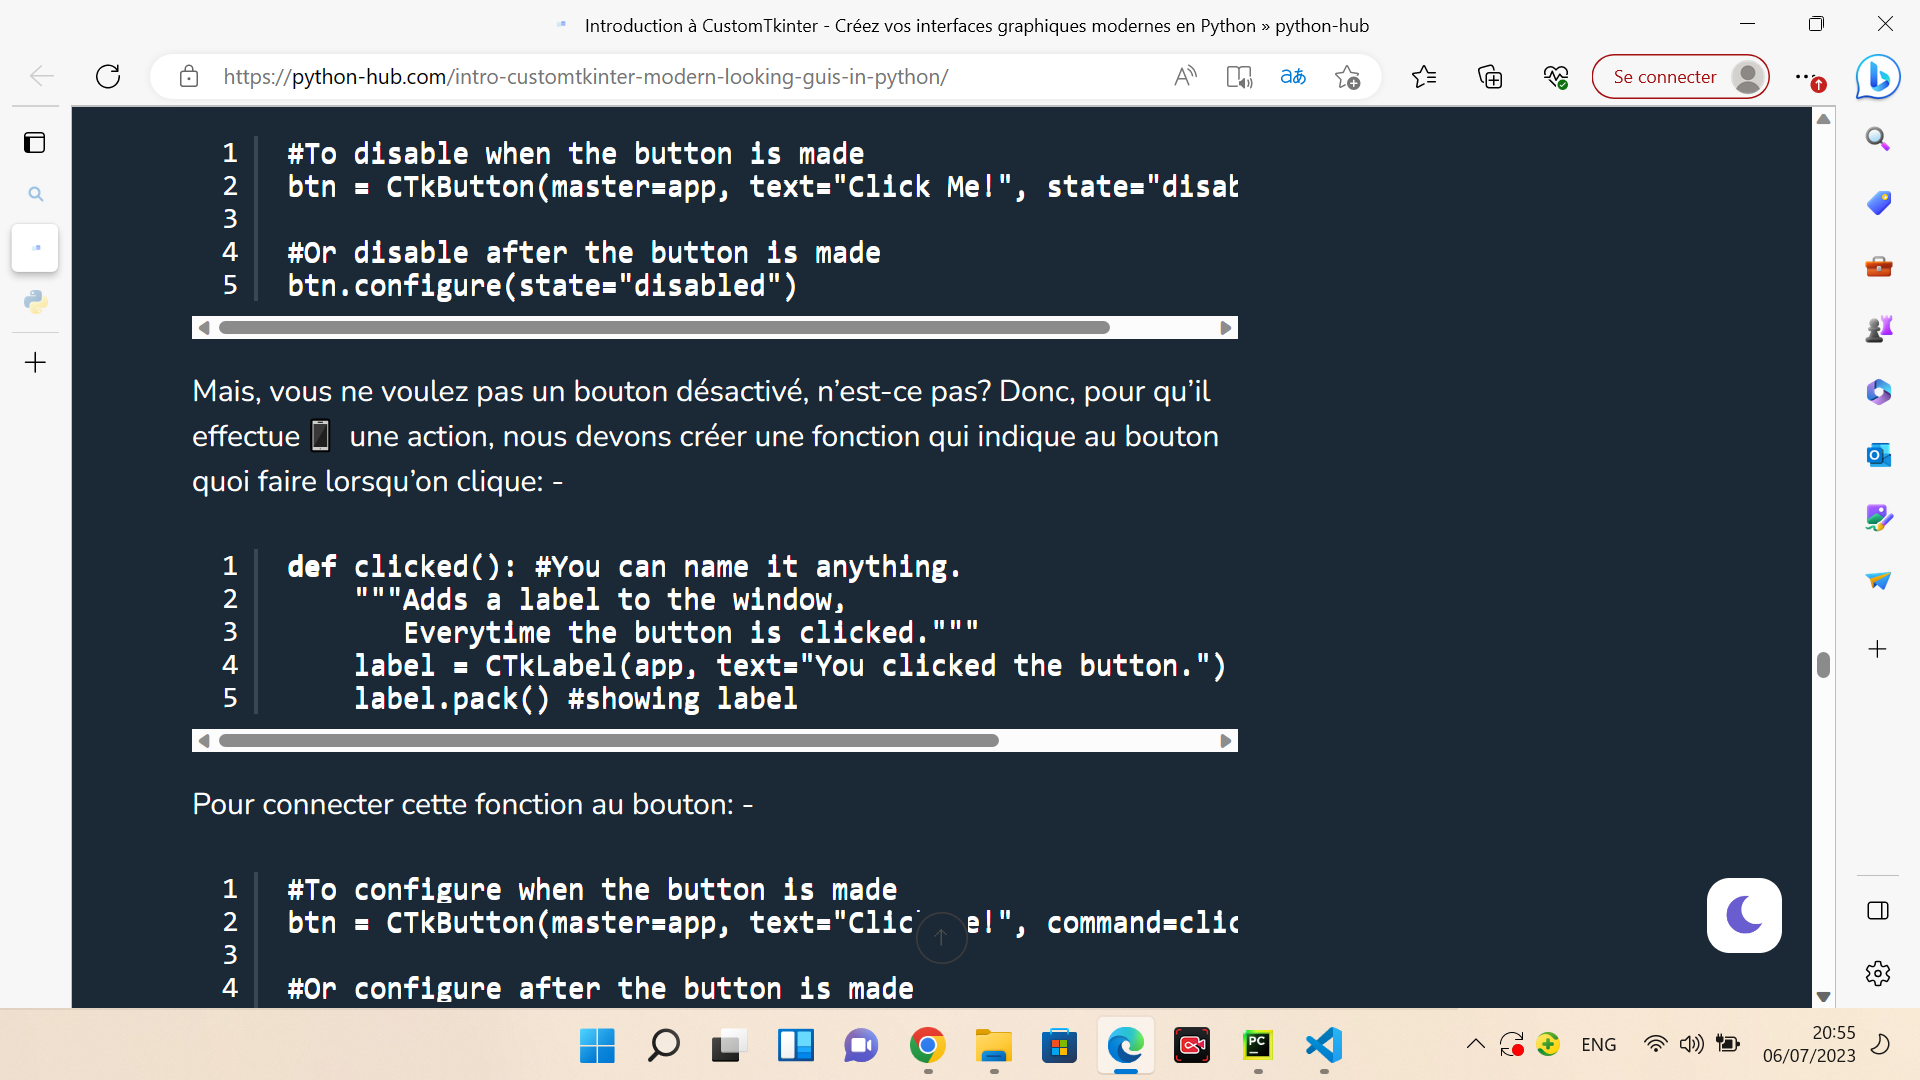 Introduction à CustomTkinter - Créez vos interfaces graphiques modernes en Python » python-hub
https://python-hub.com/intro-customtkinter-modern-looking-guis-in-python/
Se connecter
1 #To disable when the button is made
2 btn = CTkButton(master=app, text="Click Me!", state="disab
3
4 #Or disable after the button is made
5 btn.configure(state="disabled")
Mais, vous ne voulez pas un bouton désactivé, n’est-ce pas? Donc, pour qu’il
effectue une action, nous devons créer une fonction qui indique au bouton
quoi faire lorsqu’on clique: -
1 def clicked(): #You can name it anything.
2 """Adds a label to the window,
3 Everytime the button is clicked."""
4 label = CTkLabel(app, text="You clicked the button.")
5 label.pack() #showing label
Pour connecter cette fonction au bouton: -
1 #To configure when the button is made
2 btn = CTkButton(master=app, text="Clic e!", command=clic
3
4 #Or configure after the button is made
ENG
20:55
06/07/2023